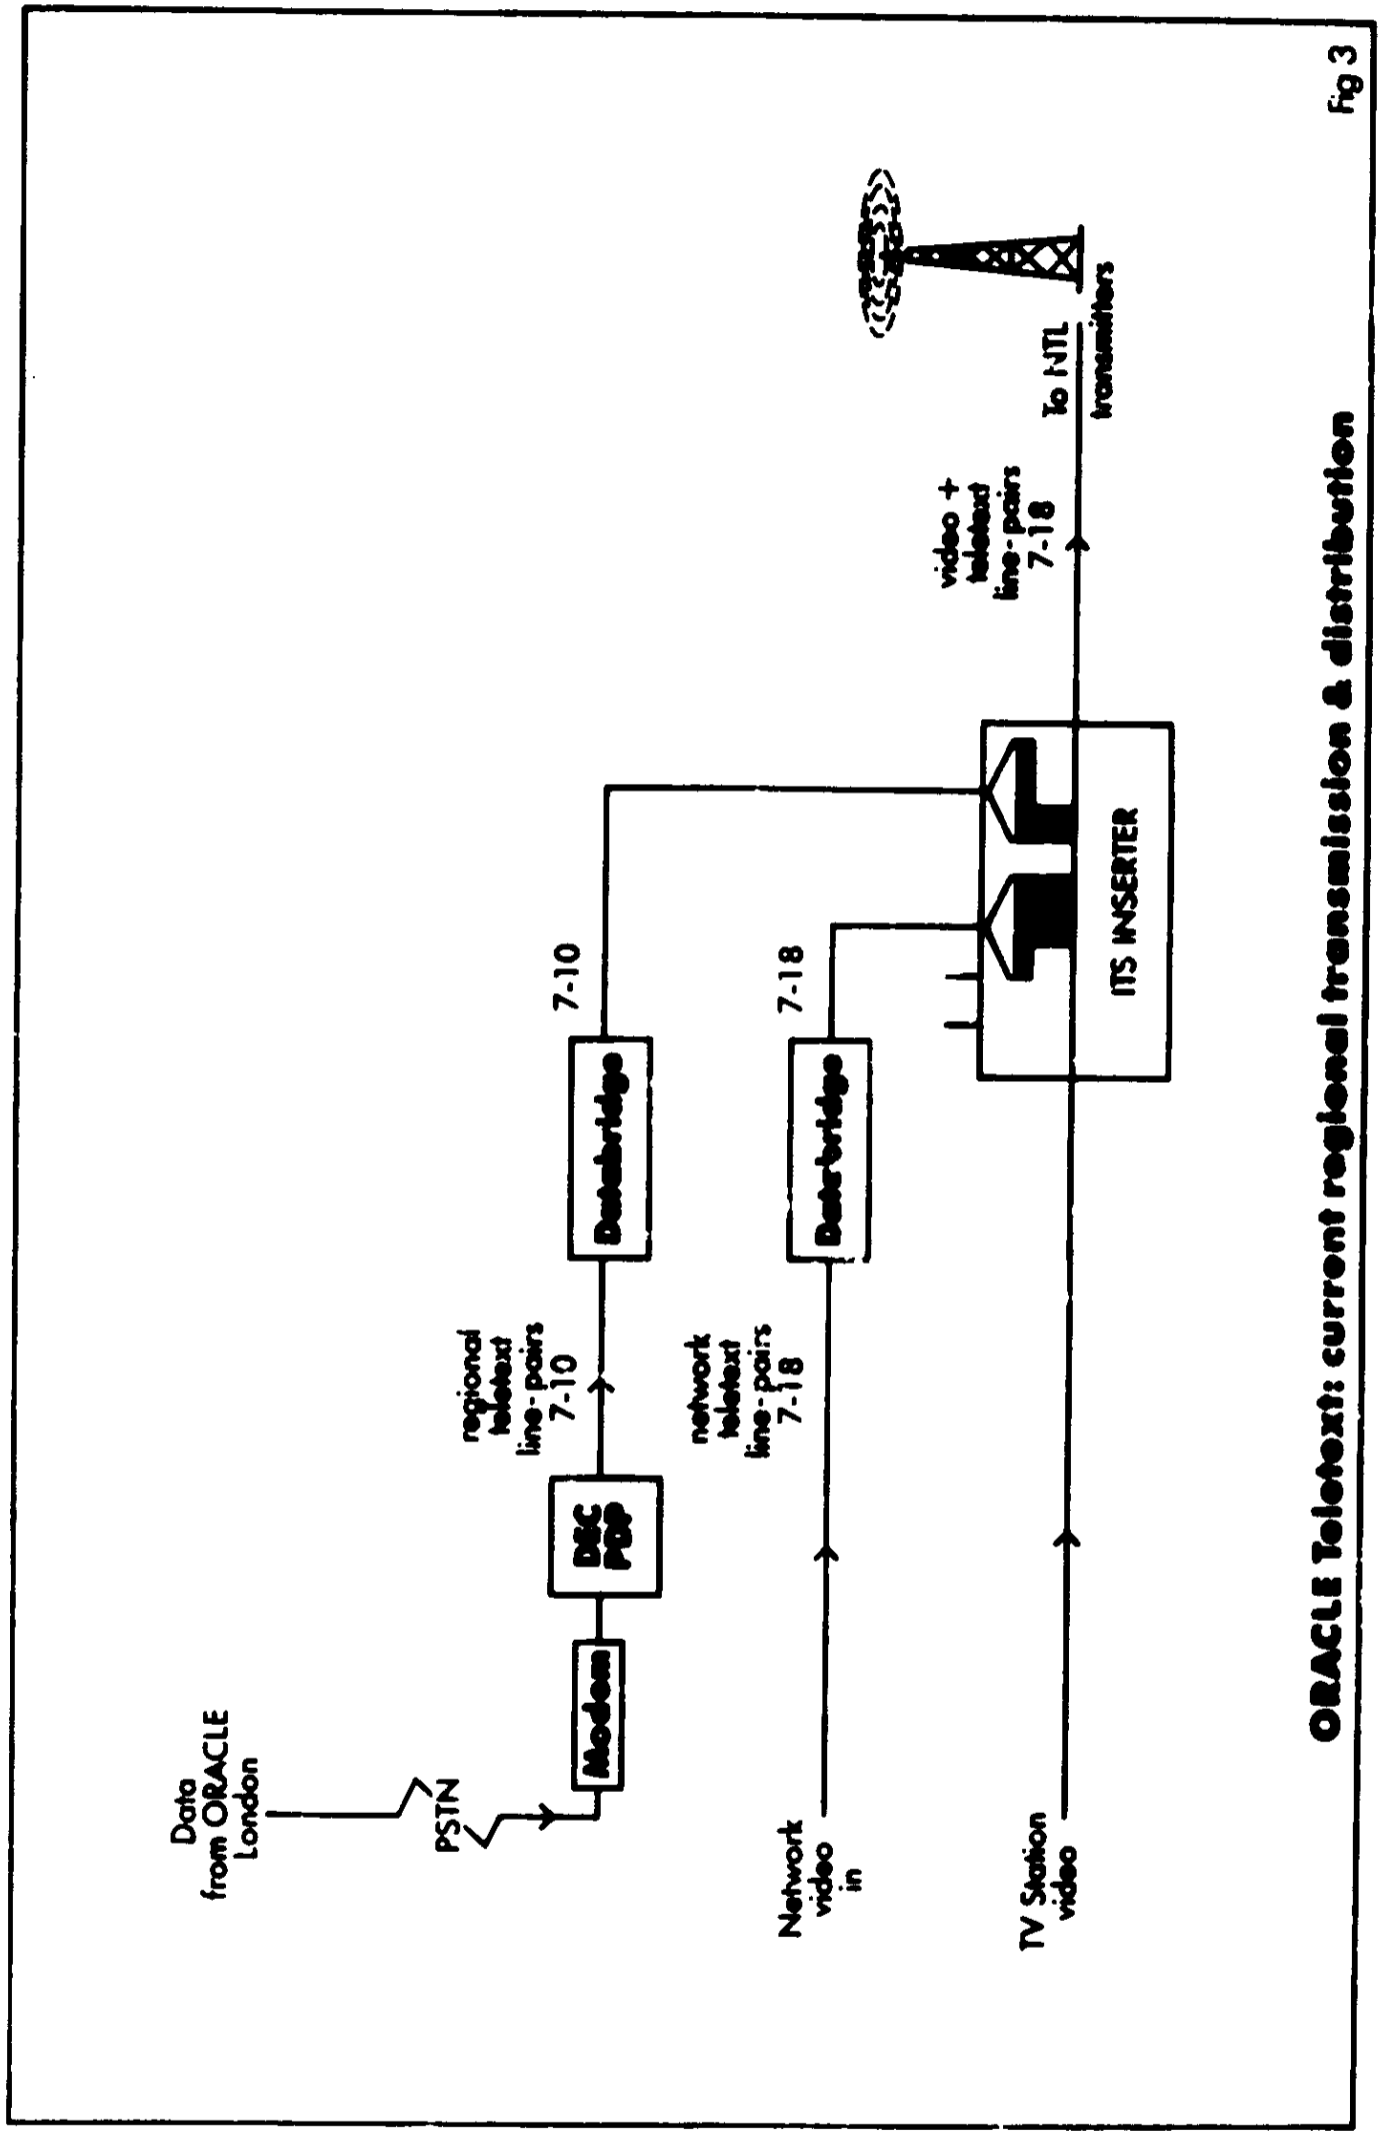 Data
from ORACLE
London
PSTN
Modem
DEC
PDP
regional
teletext
line-pairs
7-10
Databridge
7-10
Network
video
in
network
teletext
line-pairs
7-18
Databridge
7-18
TV Station
video
ITS INSERTER
video +
teletext
line-pairs
7-18
To NTL
transmitters
ORACLE Teletext: current regional transmission & distribution
Fig 3